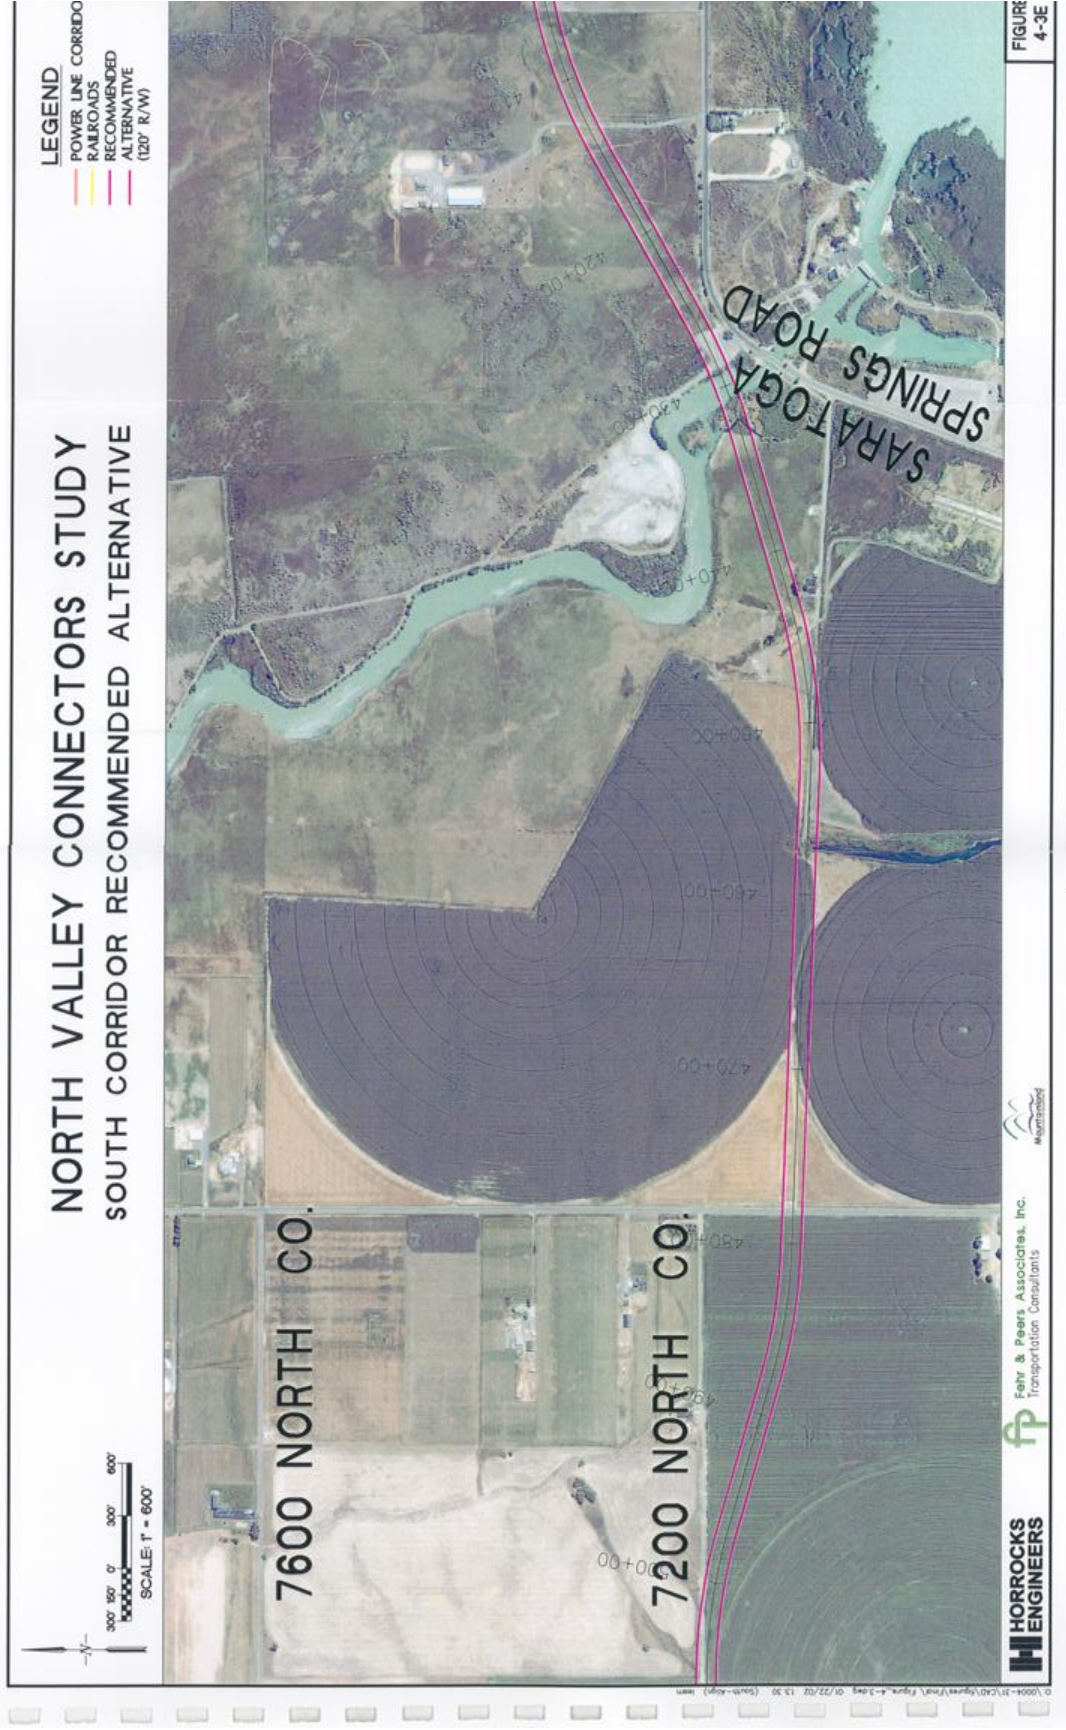 NORTH VALLEY CONNECTORS STUDY
SOUTH CORRIDOR RECOMMENDED ALTERNATIVE
300' 150' 0' 300' 600'
SCALE: 1" = 600'
-N-
LEGEND
POWER LINE CORRIDO
RAILROADS
RECOMMENDED
ALTERNATIVE
(120' R/W)
7600 NORTH CO.
7200 NORTH CO.
SARATOGA
SPRINGS ROAD
420+00
430+00
440+00
460+00
470+00
480+00
490+00
HORROCKS
ENGINEERS
fp
Fehr & Peers Associates, Inc.
Transportation Consultants
Mountainland
FIGURE
4-3E